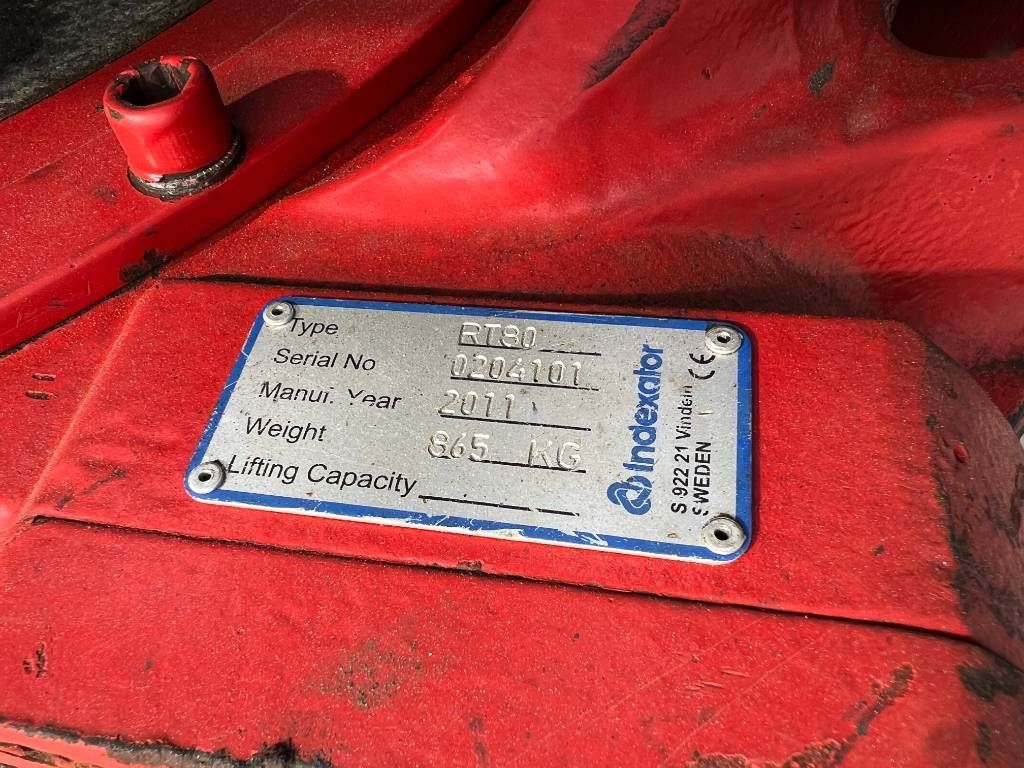 Type RT80
Serial No 0204101
Manuf. Year 2011
Weight 865 KG
Lifting Capacity
Indexator
S 922 21 Vindeln
SWEDEN CE